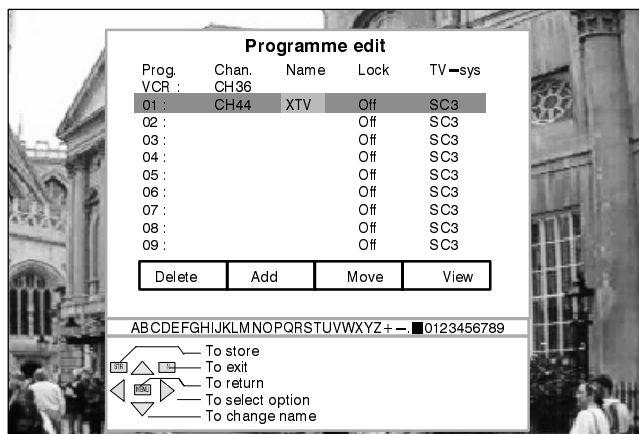 Programme edit
Prog. Chan. Name Lock TV-sys
VCR : CH36
01 : CH44 XTV Off SC3
02 : Off SC3
03 : Off SC3
04 : Off SC3
05 : Off SC3
06 : Off SC3
07 : Off SC3
08 : Off SC3
09 : Off SC3
Delete Add Move View
ABCDEFGHIJKLMNOPQRSTUVWXYZ+-.■0123456789
STR To store
To exit
MENU To return
To select option
To change name